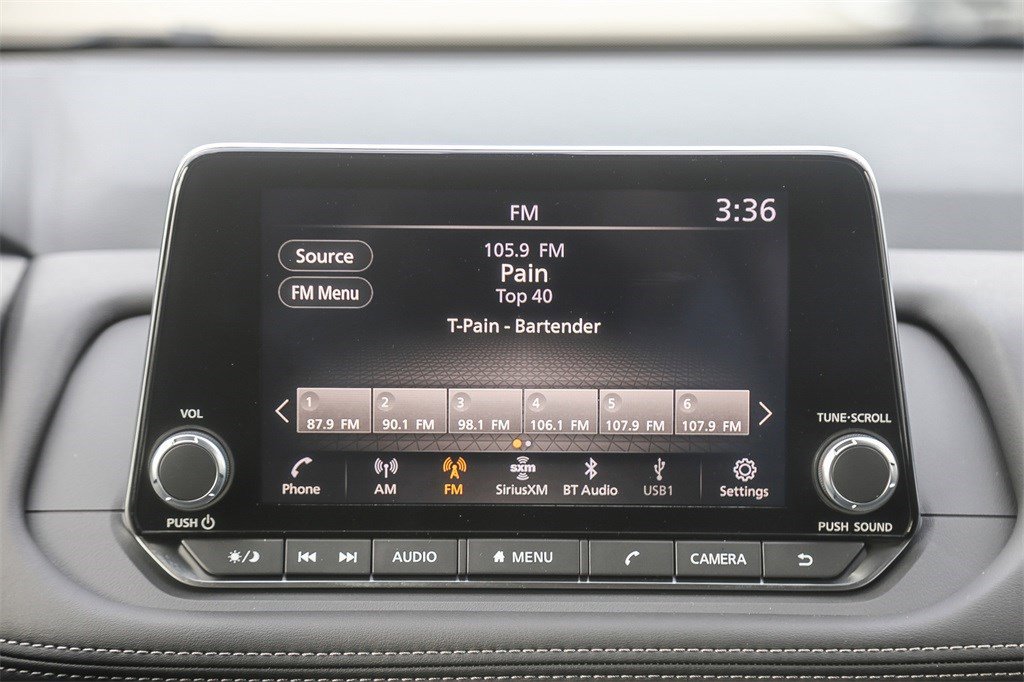 FM
3:36
Source
FM Menu
105.9 FM
Pain
Top 40
T-Pain - Bartender
1 2 3 4 5 6
87.9 FM 90.1 FM 98.1 FM 106.1 FM 107.9 FM 107.9 FM
sxm
Phone AM FM SiriusXM BT Audio USB1 Settings
VOL
PUSH
TUNE·SCROLL
PUSH SOUND
AUDIO MENU CAMERA